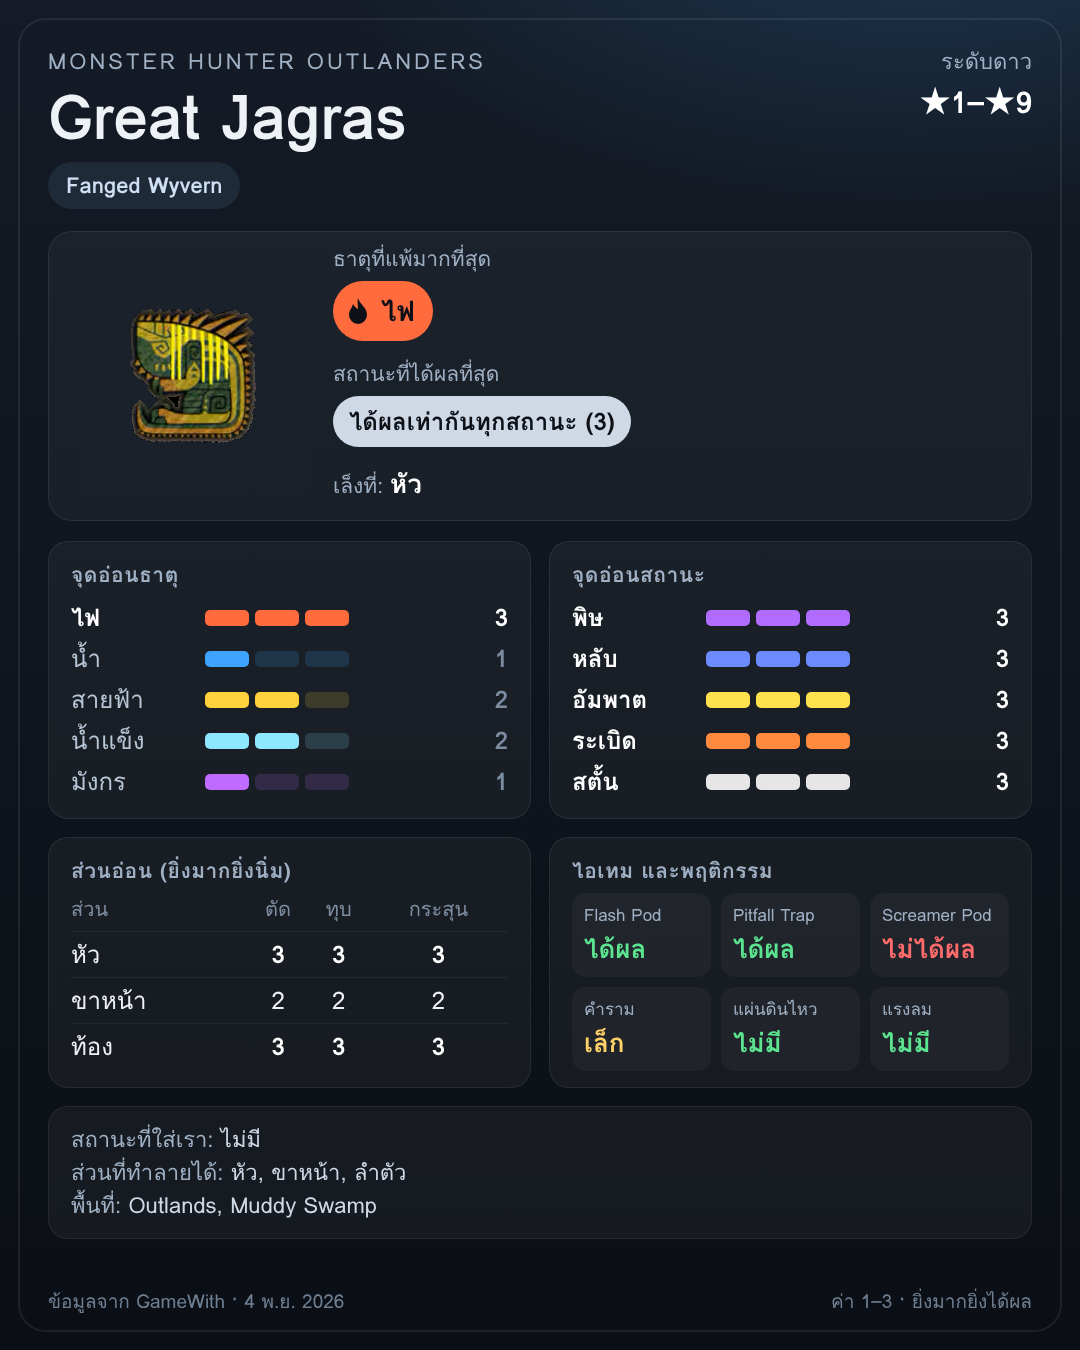 MONSTER HUNTER OUTLANDERS
ระดับดาว
Great Jagras
★1–★9
Fanged Wyvern
ธาตุที่แพ้มากที่สุด
ไฟ
สถานะที่ได้ผลที่สุด
ได้ผลเท่ากันทุกสถานะ (3)
เล็งที่: หัว
จุดอ่อนธาตุ
ไฟ 3
น้ำ 1
สายฟ้า 2
น้ำแข็ง 2
มังกร 1
จุดอ่อนสถานะ
พิษ 3
หลับ 3
อัมพาต 3
ระเบิด 3
สตั้น 3
ส่วนอ่อน (ยิ่งมากยิ่งนิ่ม)
ส่วน ตัด ทุบ กระสุน
หัว 3 3 3
ขาหน้า 2 2 2
ท้อง 3 3 3
ไอเทม และพฤติกรรม
Flash Pod
ได้ผล
Pitfall Trap
ได้ผล
Screamer Pod
ไม่ได้ผล
คำราม
เล็ก
แผ่นดินไหว
ไม่มี
แรงลม
ไม่มี
สถานะที่ใส่เรา: ไม่มี
ส่วนที่ทำลายได้: หัว, ขาหน้า, ลำตัว
พื้นที่: Outlands, Muddy Swamp
ข้อมูลจาก GameWith · 4 พ.ย. 2026
ค่า 1–3 · ยิ่งมากยิ่งได้ผล